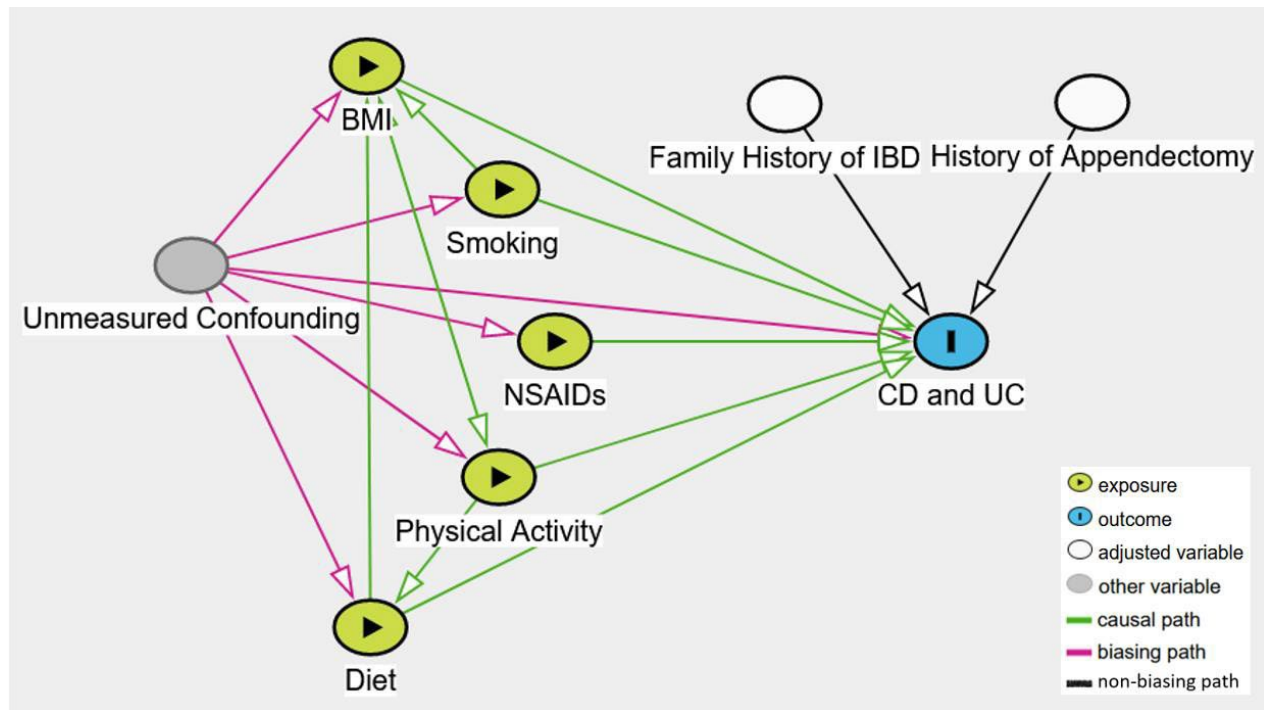 BMI
Family History of IBD
History of Appendectomy
Smoking
Unmeasured Confounding
NSAIDs
CD and UC
Physical Activity
Diet
exposure
outcome
adjusted variable
other variable
causal path
biasing path
non-biasing path